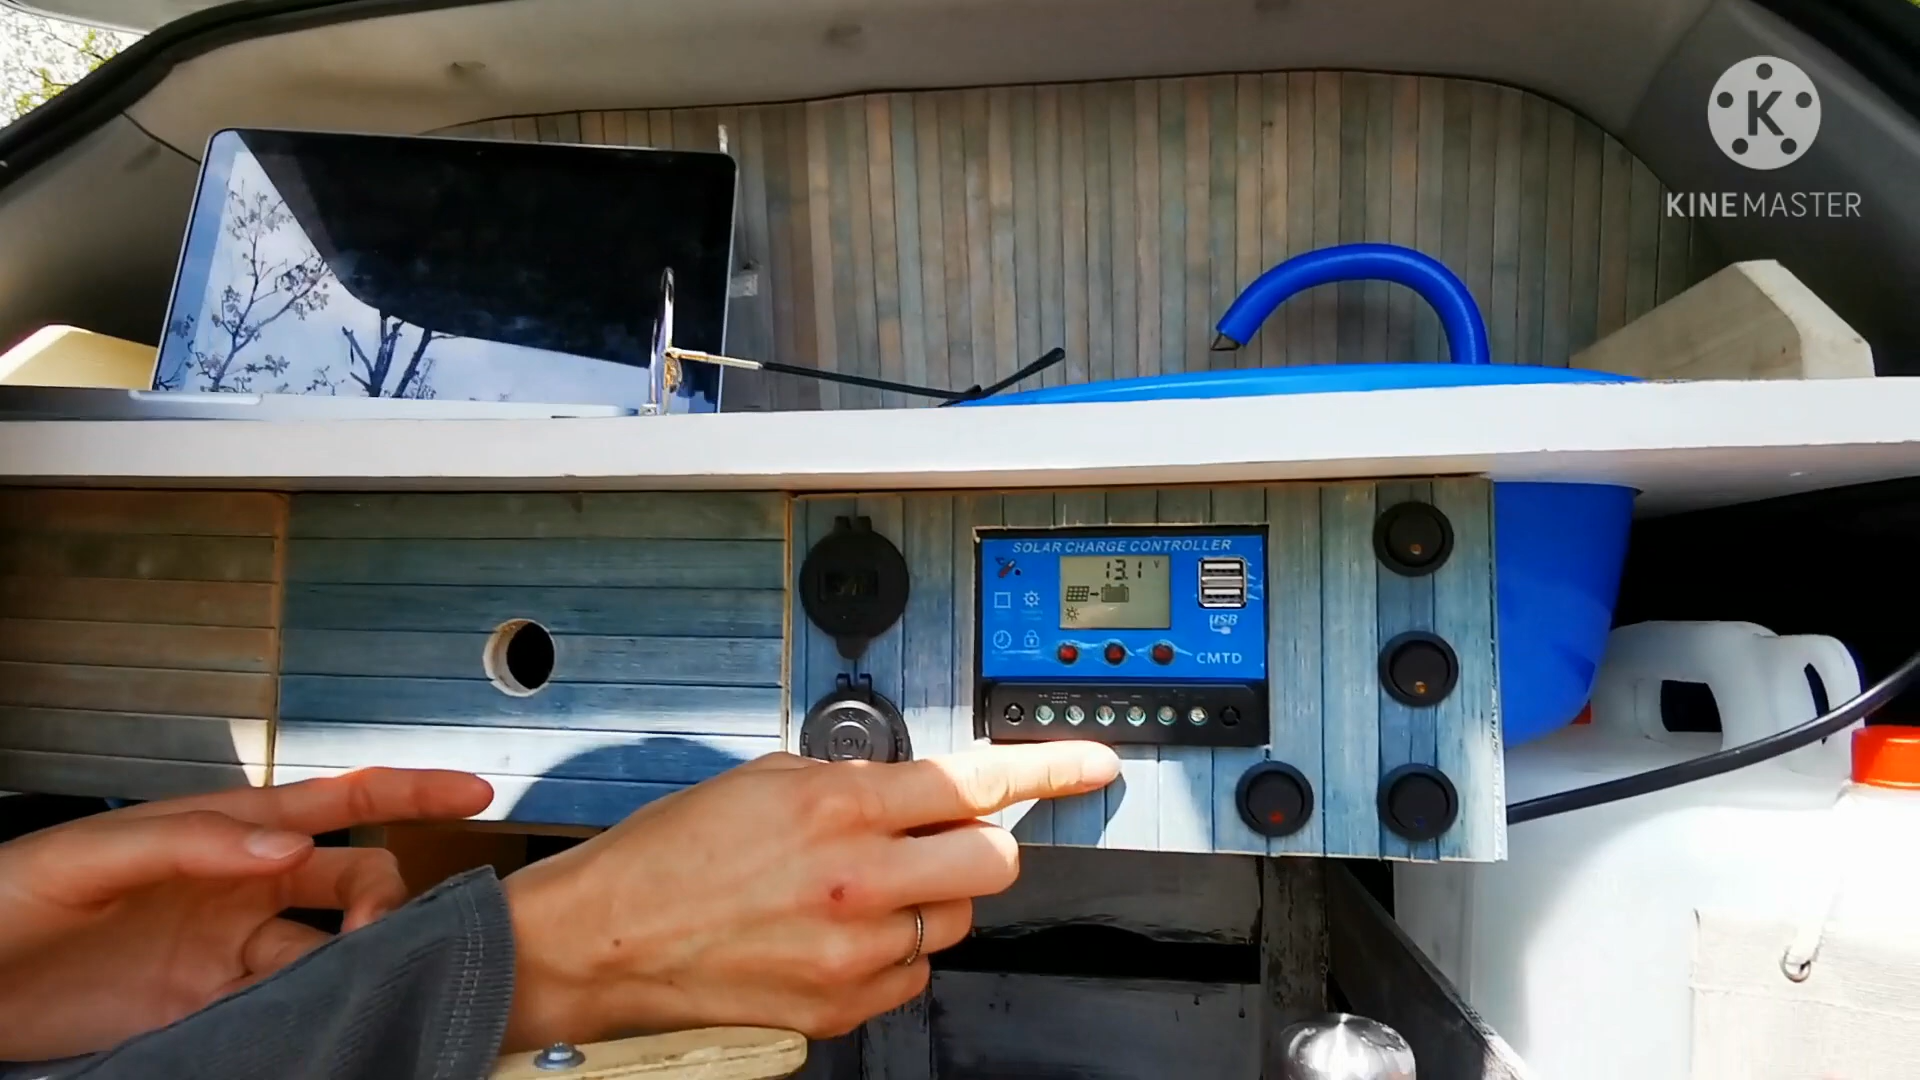 K
KINEMASTER
SOLAR CHARGE CONTROLLER
13.1 V
USB
CMTD
12V